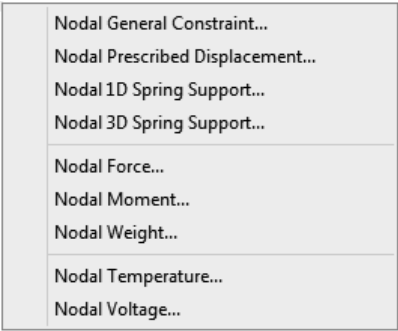 Nodal General Constraint...
Nodal Prescribed Displacement...
Nodal 1D Spring Support...
Nodal 3D Spring Support...
Nodal Force...
Nodal Moment...
Nodal Weight...
Nodal Temperature...
Nodal Voltage...